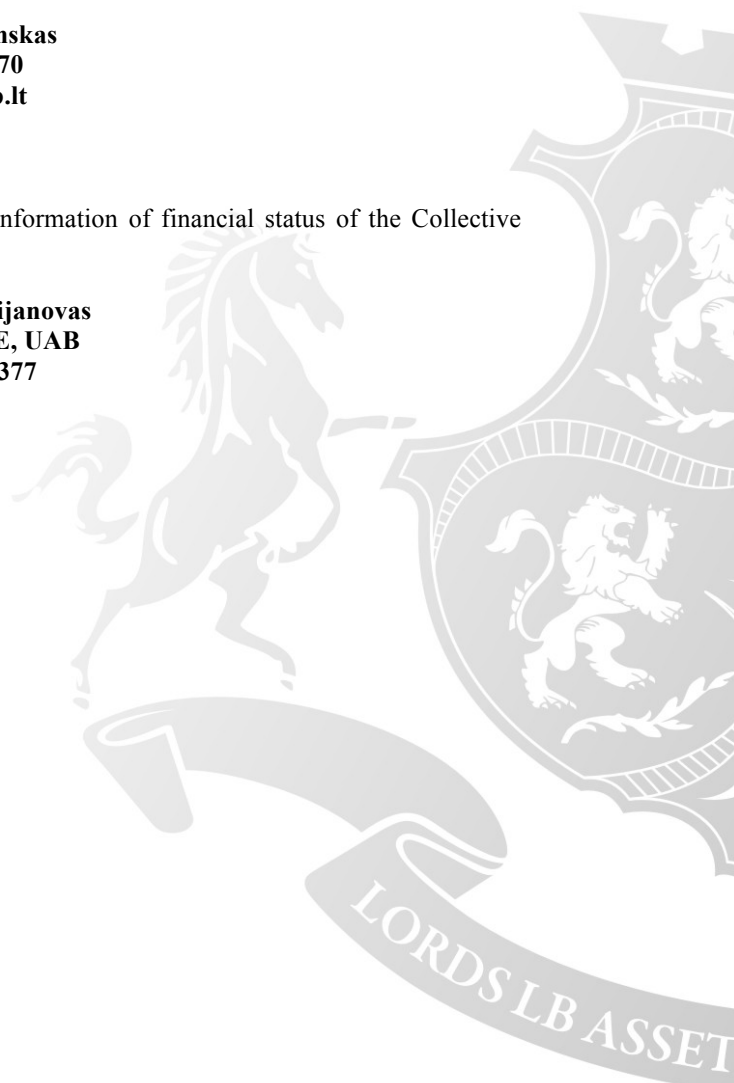 nskas
70
o.lt
nformation of financial status of the Collective
ijanovas
E, UAB
377
LORDS LB ASSET